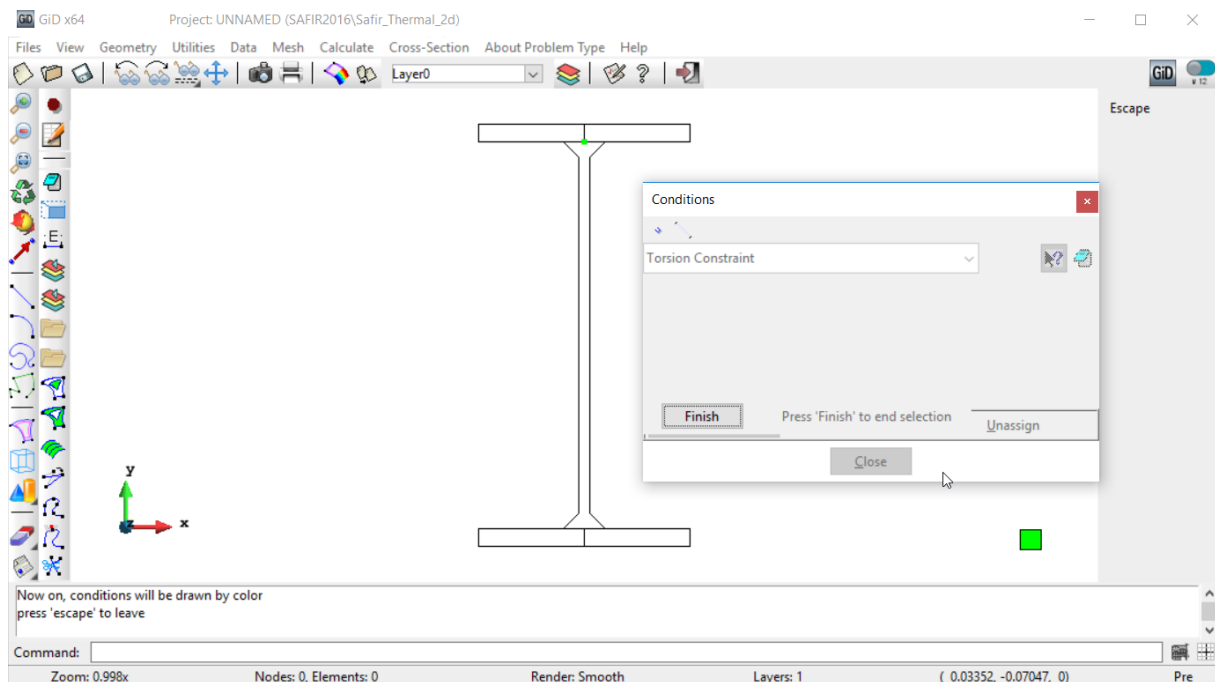 GiD GiD x64 Project: UNNAMED (SAFIR2016\Safir_Thermal_2d)
Files View Geometry Utilities Data Mesh Calculate Cross-Section About Problem Type Help
Layer0 GiD
v 12
Escape
Conditions
Torsion Constraint
:E:
Finish Press 'Finish' to end selection Unassign
Close
y
z x
Now on, conditions will be drawn by color
press 'escape' to leave
Command:
Zoom: 0.998x Nodes: 0, Elements: 0 Render: Smooth Layers: 1 ( 0.03352, -0.07047, 0) Pre